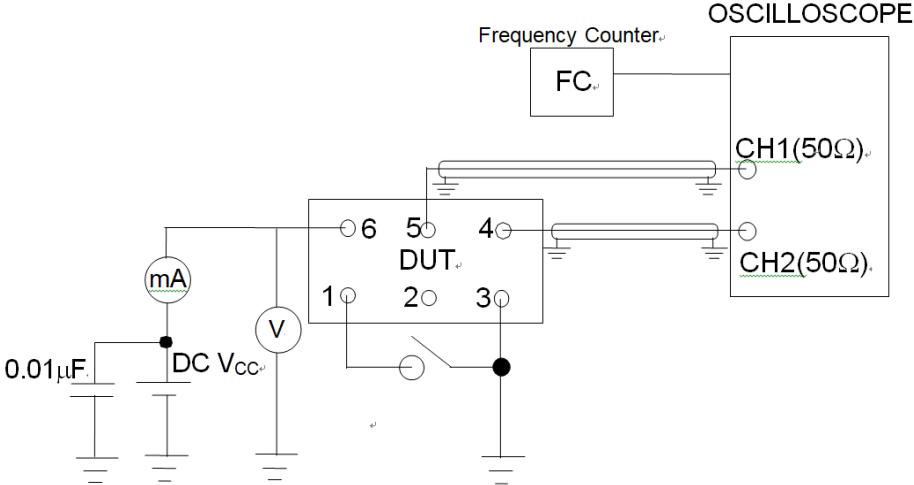 OSCILLOSCOPE
Frequency Counter
FC
CH1(50Ω)
6
5
4
DUT
CH2(50Ω)
mA
1
2
3
V
0.01μF
DC VCC